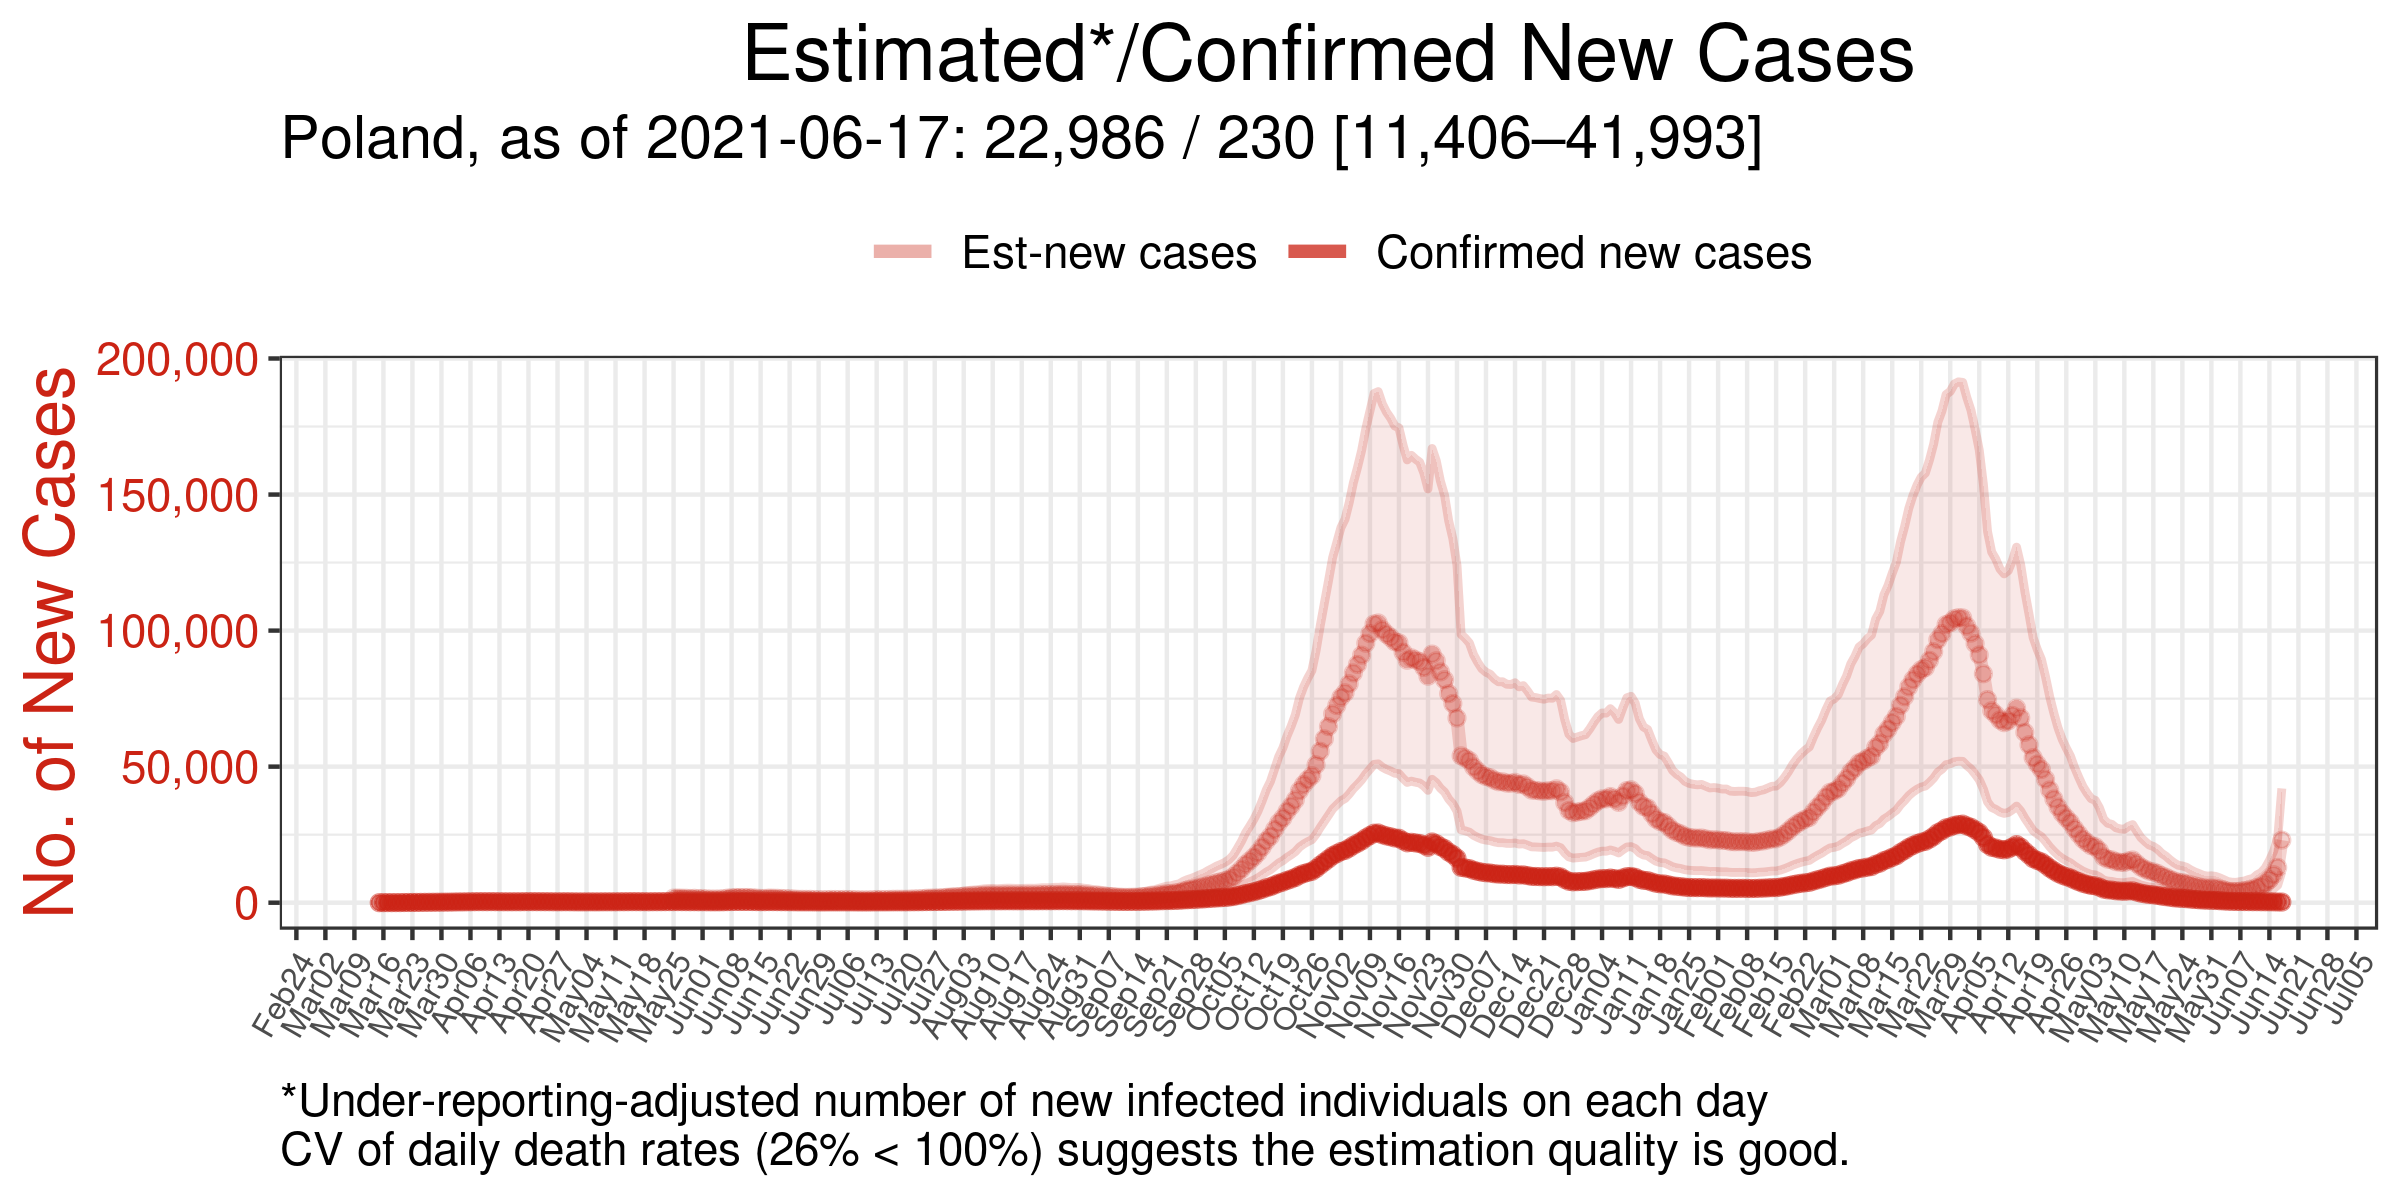 Estimated*/Confirmed New Cases
Poland, as of 2021-06-17: 22,986 / 230 [11,406–41,993]
Est-new cases
Confirmed new cases
No. of New Cases
200,000
150,000
100,000
50,000
0
Feb24
Mar02
Mar09
Mar16
Mar23
Mar30
Apr06
Apr13
Apr20
Apr27
May04
May11
May18
May25
Jun01
Jun08
Jun15
Jun22
Jun29
Jul06
Jul13
Jul20
Jul27
Aug03
Aug10
Aug17
Aug24
Aug31
Sep07
Sep14
Sep21
Sep28
Oct05
Oct12
Oct19
Oct26
Nov02
Nov09
Nov16
Nov23
Nov30
Dec07
Dec14
Dec21
Dec28
Jan04
Jan11
Jan18
Jan25
Feb01
Feb08
Feb15
Feb22
Mar01
Mar08
Mar15
Mar22
Mar29
Apr05
Apr12
Apr19
Apr26
May03
May10
May17
May24
May31
Jun07
Jun14
Jun21
Jun28
Jul05
*Under-reporting-adjusted number of new infected individuals on each day
CV of daily death rates (26% < 100%) suggests the estimation quality is good.